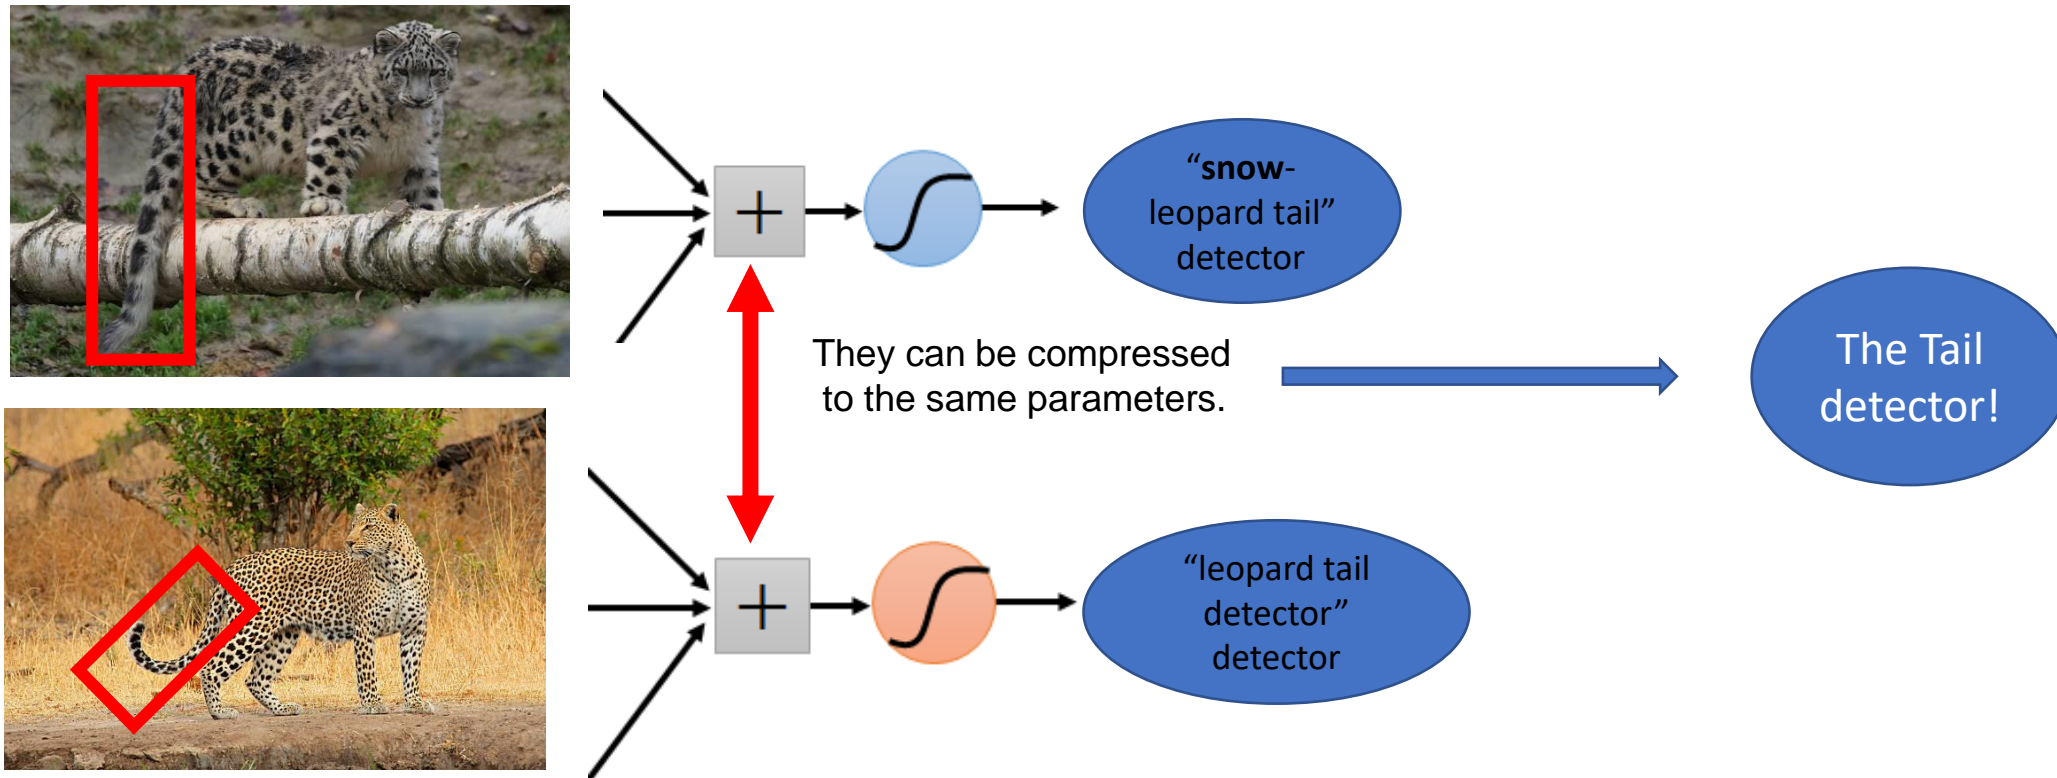 “snow-
leopard tail”
detector
They can be compressed
to the same parameters.
The Tail
detector!
“leopard tail
detector”
detector